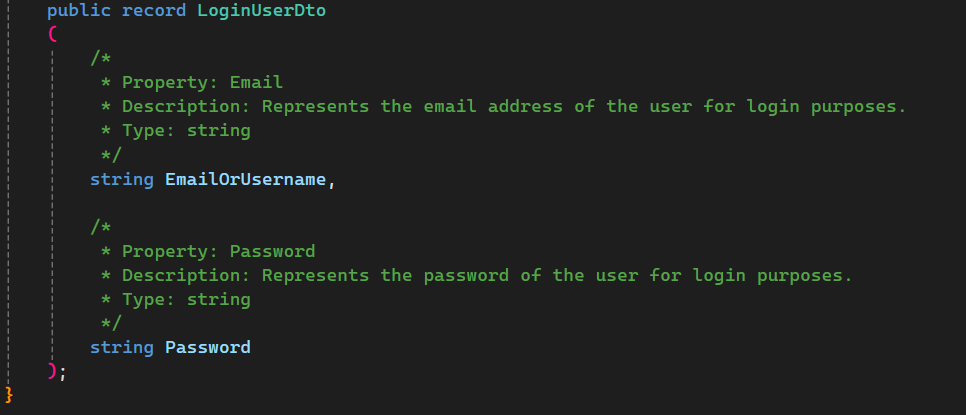 public record LoginUserDto
(
/*
* Property: Email
* Description: Represents the email address of the user for login purposes.
* Type: string
*/
string EmailOrUsername,
/*
* Property: Password
* Description: Represents the password of the user for login purposes.
* Type: string
*/
string Password
);
}